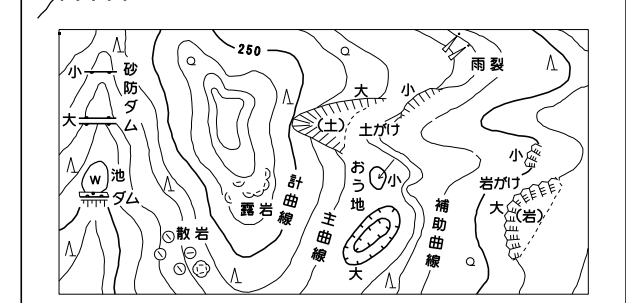 250
小
砂防ダム
大
W
池
ダム
散岩
露岩
計曲線
主曲線
大
(土)
土がけ
小
雨裂
おう地
小
大
補助曲線
小
岩がけ
大
(岩)